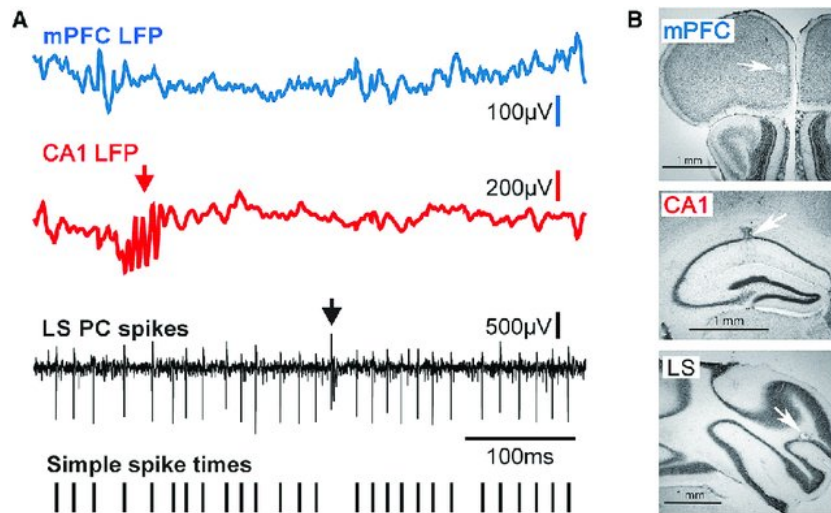 A
mPFC LFP
100µV
CA1 LFP
200µV
LS PC spikes
500µV
100ms
Simple spike times
B
mPFC
1 mm
CA1
1 mm
LS
1 mm